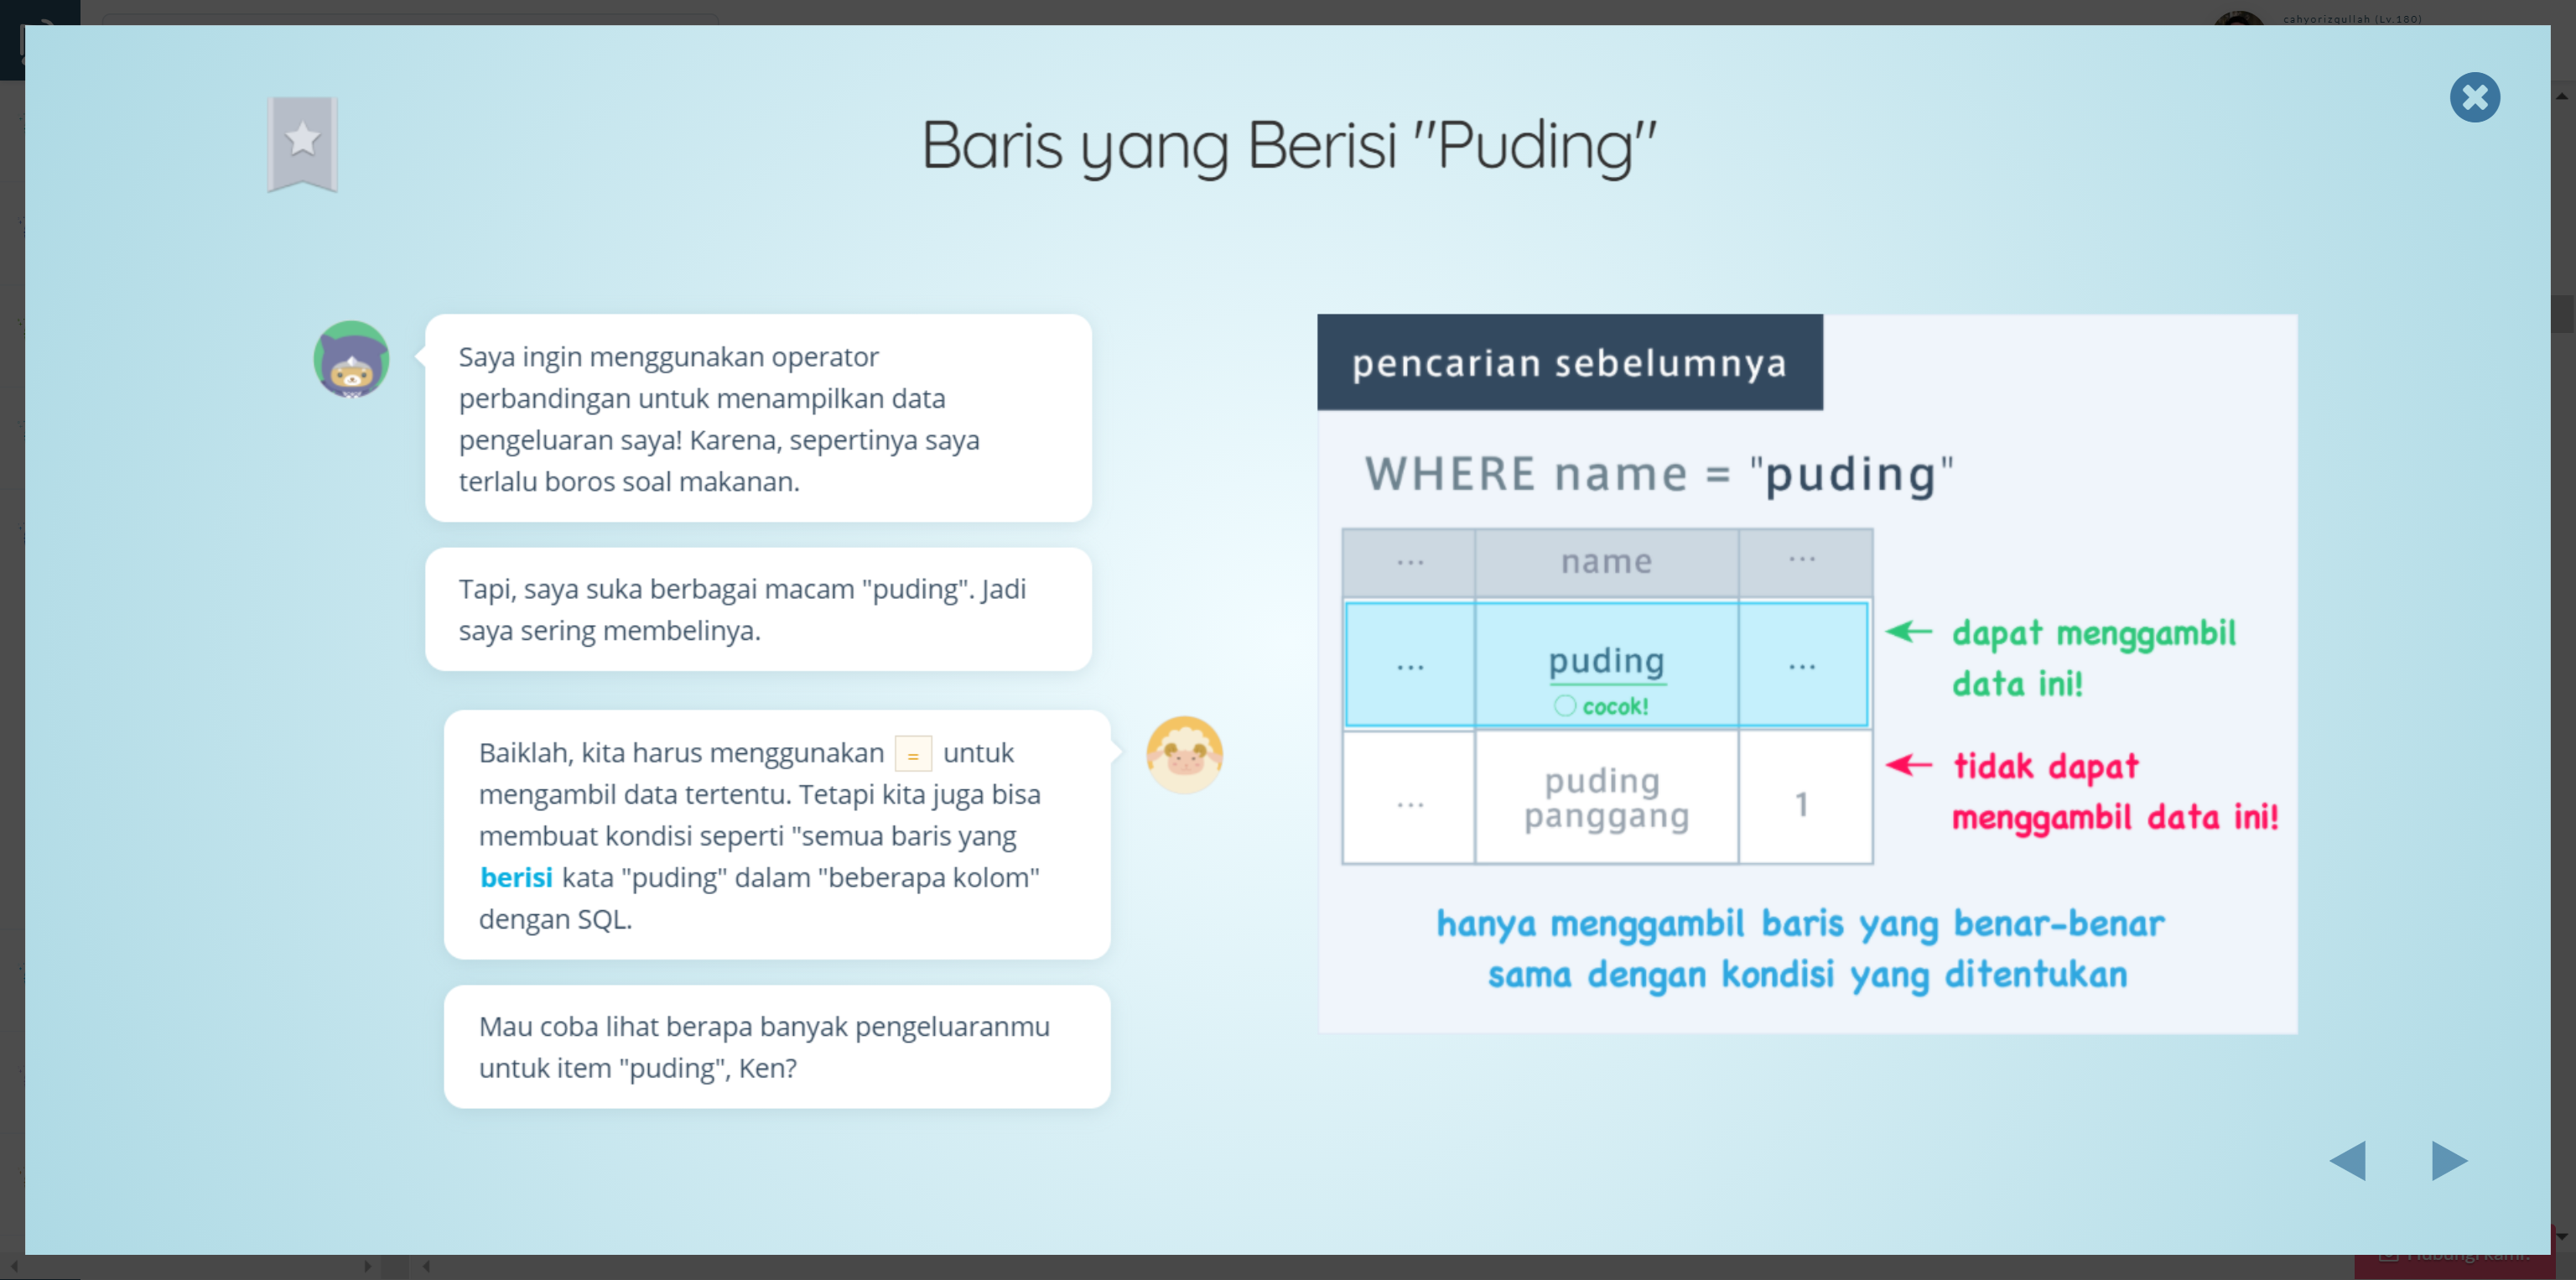 cahyorizqullah (Lv.180)
Baris yang Berisi "Puding"
Saya ingin menggunakan operator
perbandingan untuk menampilkan data
pengeluaran saya! Karena, sepertinya saya
terlalu boros soal makanan.
Tapi, saya suka berbagai macam "puding". Jadi
saya sering membelinya.
Baiklah, kita harus menggunakan = untuk
mengambil data tertentu. Tetapi kita juga bisa
membuat kondisi seperti "semua baris yang
berisi kata "puding" dalam "beberapa kolom"
dengan SQL.
Mau coba lihat berapa banyak pengeluaranmu
untuk item "puding", Ken?
pencarian sebelumnya
WHERE name = "puding"
... name ...
... puding ...
cocok!
dapat menggambil
data ini!
puding
... panggang 1
tidak dapat
menggambil data ini!
hanya menggambil baris yang benar-benar
sama dengan kondisi yang ditentukan
Hubungi kami!